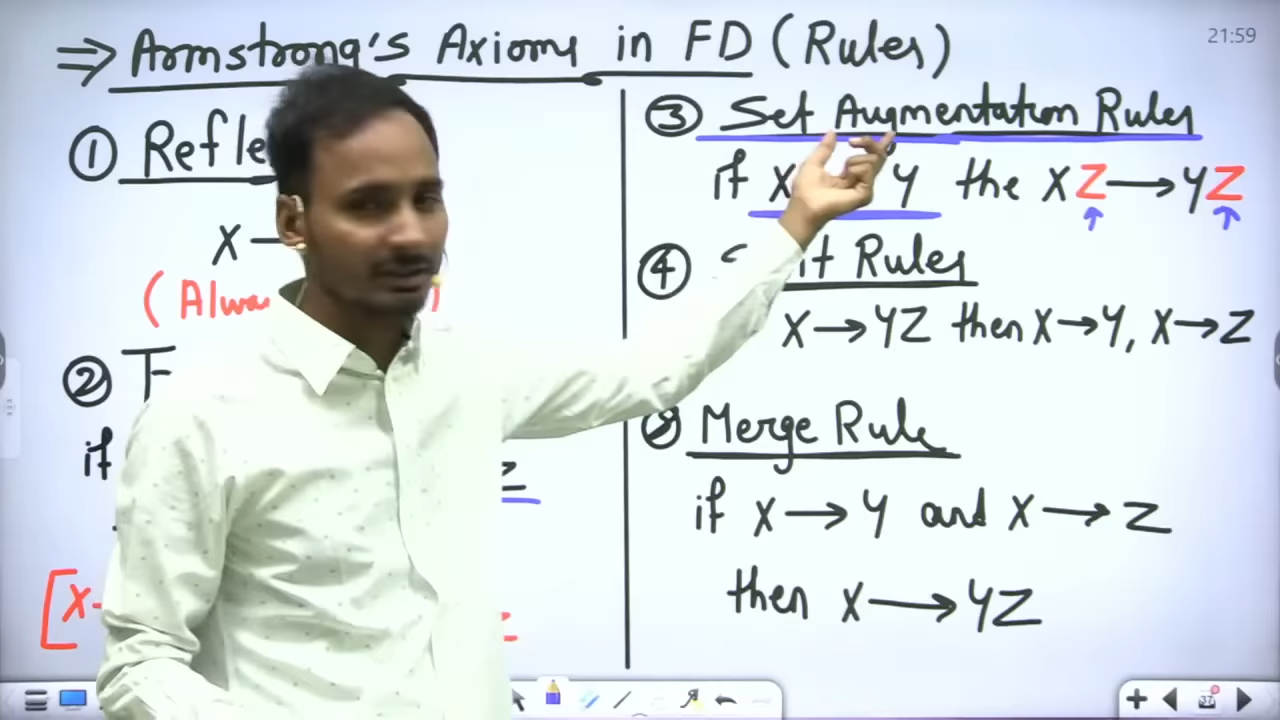 ⇒ Armstrong's Axioms in FD (Rules)
21:59
① Refle
X —
(Alwa )
②
if
[X-
③ Set Augmentation Rules
if X Y the XZ → YZ
④ it Rules
X → YZ then X → Y, X → Z
Merge Rule
if X → Y and X → Z
then X → YZ
37